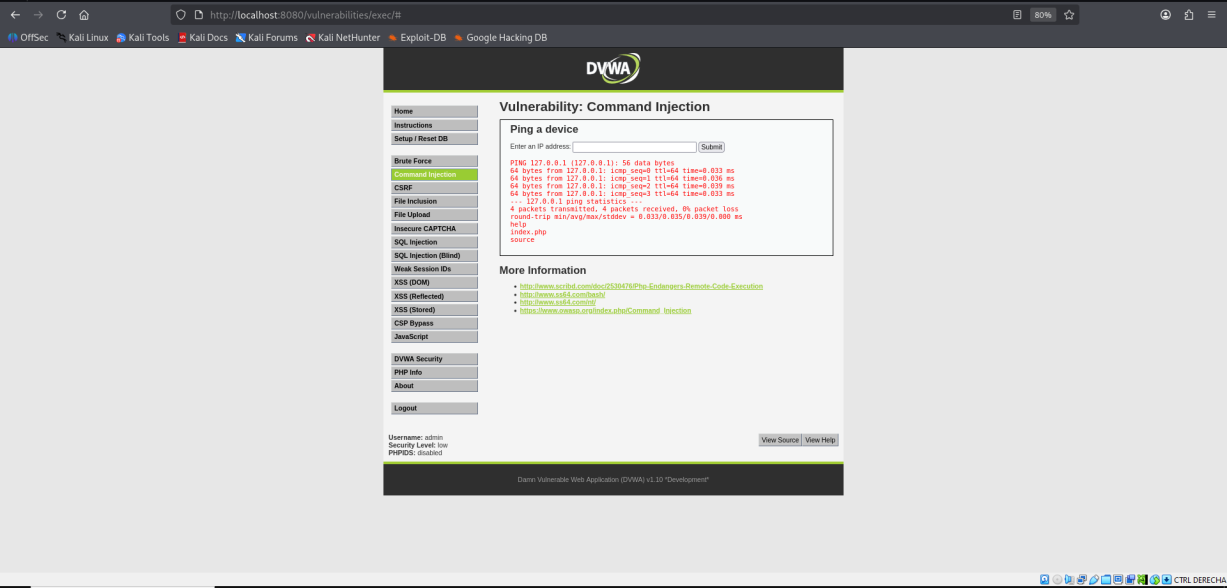 http://localhost:8080/vulnerabilities/exec/#
80%
OffSec Kali Linux Kali Tools Kali Docs Kali Forums Kali NetHunter Exploit-DB Google Hacking DB
DVWA
Home
Instructions
Setup / Reset DB
Brute Force
Command Injection
CSRF
File Inclusion
File Upload
Insecure CAPTCHA
SQL Injection
SQL Injection (Blind)
Weak Session IDs
XSS (DOM)
XSS (Reflected)
XSS (Stored)
CSP Bypass
JavaScript
DVWA Security
PHP Info
About
Logout
Vulnerability: Command Injection
Ping a device
Enter an IP address: Submit
PING 127.0.0.1 (127.0.0.1): 56 data bytes
64 bytes from 127.0.0.1: icmp_seq=0 ttl=64 time=0.033 ms
64 bytes from 127.0.0.1: icmp_seq=1 ttl=64 time=0.036 ms
64 bytes from 127.0.0.1: icmp_seq=2 ttl=64 time=0.039 ms
64 bytes from 127.0.0.1: icmp_seq=3 ttl=64 time=0.033 ms
--- 127.0.0.1 ping statistics ---
4 packets transmitted, 4 packets received, 0% packet loss
round-trip min/avg/max/stddev = 0.033/0.035/0.039/0.000 ms
help
index.php
source
More Information
http://www.scribd.com/doc/2530476/Php-Endangers-Remote-Code-Execution
http://www.ss64.com/bash/
http://www.ss64.com/nt/
https://www.owasp.org/index.php/Command_Injection
Username: admin
Security Level: low
PHPIDS: disabled
View Source View Help
Damn Vulnerable Web Application (DVWA) v1.10 *Development*
CTRL DERECHA